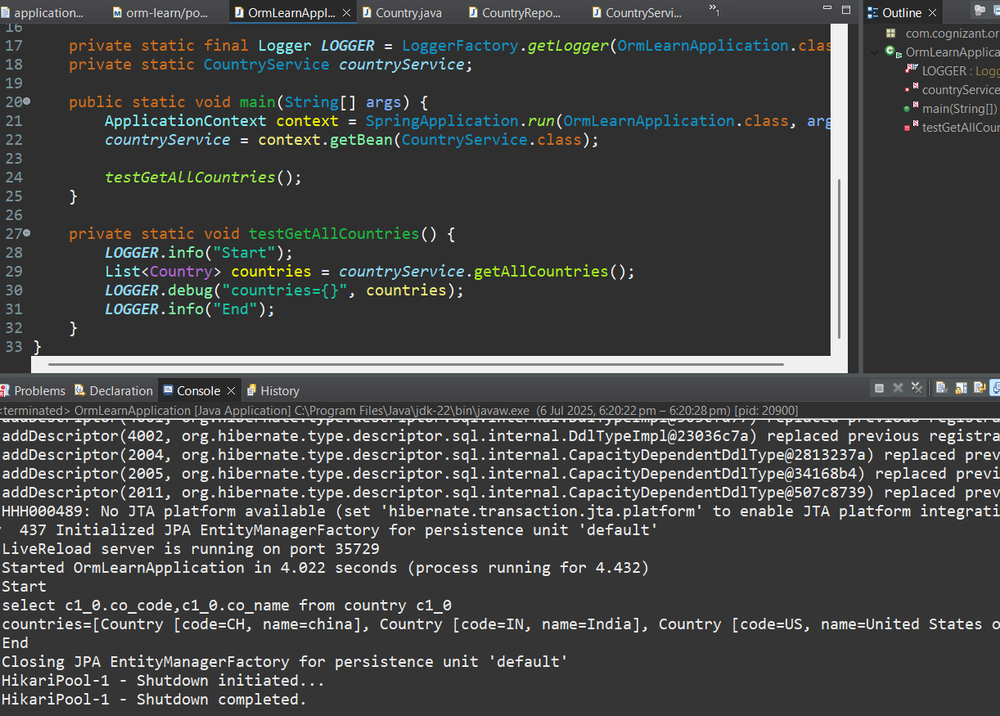 application...
orm-learn/po...
OrmLearnAppl...
Country.java
CountryRepo...
CountryServi...
»1
Outline
16
17 private static final Logger LOGGER = LoggerFactory.getLogger(OrmLearnApplication.clas
18 private static CountryService countryService;
19
20 public static void main(String[] args) {
21 ApplicationContext context = SpringApplication.run(OrmLearnApplication.class, arg
22 countryService = context.getBean(CountryService.class);
23
24 testGetAllCountries();
25 }
26
27 private static void testGetAllCountries() {
28 LOGGER.info("Start");
29 List<Country> countries = countryService.getAllCountries();
30 LOGGER.debug("countries={}", countries);
31 LOGGER.info("End");
32 }
33 }
com.cognizant.or
OrmLearnApplica
LOGGER : Logg
countryService
main(String[])
testGetAllCour
Problems
Declaration
Console
History
<terminated> OrmLearnApplication [Java Application] C:\Program Files\Java\jdk-22\bin\javaw.exe (6 Jul 2025, 6:20:22 pm – 6:20:28 pm) [pid: 20900]
addDescriptor(4002, org.hibernate.type.descriptor.sql.internal.DdlTypeImpl@23036c7a) replaced previous registra
addDescriptor(2004, org.hibernate.type.descriptor.sql.internal.CapacityDependentDdlType@2813237a) replaced prev
addDescriptor(2005, org.hibernate.type.descriptor.sql.internal.CapacityDependentDdlType@34168b4) replaced previ
addDescriptor(2011, org.hibernate.type.descriptor.sql.internal.CapacityDependentDdlType@507c8739) replaced prev
HHH000489: No JTA platform available (set 'hibernate.transaction.jta.platform' to enable JTA platform integrati
437 Initialized JPA EntityManagerFactory for persistence unit 'default'
LiveReload server is running on port 35729
Started OrmLearnApplication in 4.022 seconds (process running for 4.432)
Start
select c1_0.co_code,c1_0.co_name from country c1_0
countries=[Country [code=CH, name=china], Country [code=IN, name=India], Country [code=US, name=United States o
End
Closing JPA EntityManagerFactory for persistence unit 'default'
HikariPool-1 - Shutdown initiated...
HikariPool-1 - Shutdown completed.